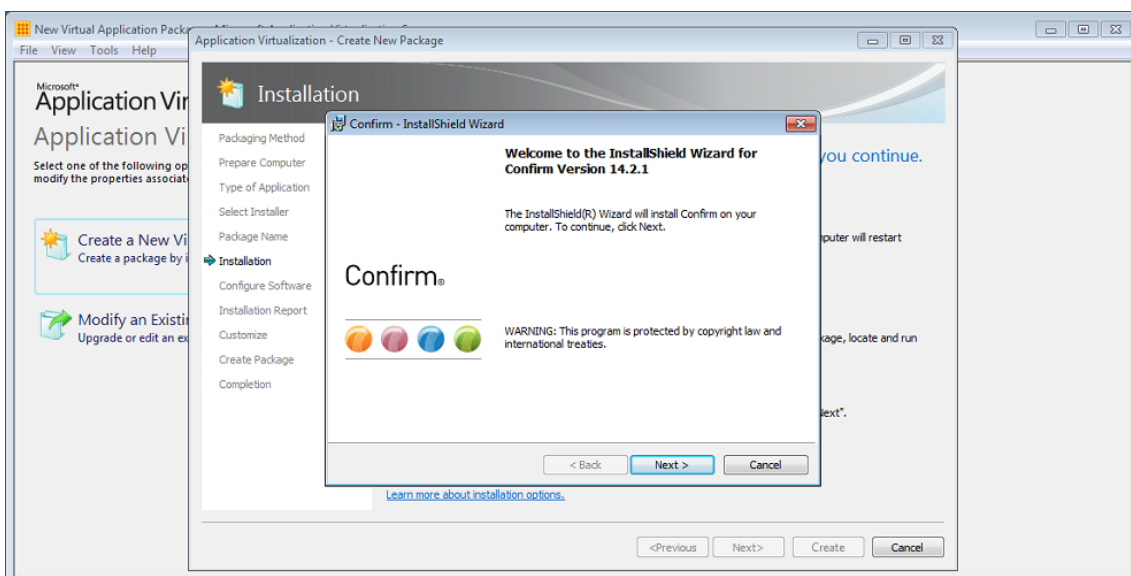 New Virtual Application Packa
File View Tools Help
Microsoft
Application Vir
Application Vi
Select one of the following op
modify the properties associat
Create a New Vi
Create a package by i
Modify an Existi
Upgrade or edit an ex
Application Virtualization - Create New Package
Installation
Packaging Method
Prepare Computer
Type of Application
Select Installer
Package Name
Installation
Configure Software
Installation Report
Customize
Create Package
Completion
you continue.
puter will restart
kage, locate and run
Next".
Learn more about installation options.
<Previous Next> Create Cancel
Confirm - InstallShield Wizard
Welcome to the InstallShield Wizard for
Confirm Version 14.2.1
The InstallShield(R) Wizard will install Confirm on your
computer. To continue, click Next.
Confirm®
WARNING: This program is protected by copyright law and
international treaties.
< Back Next > Cancel